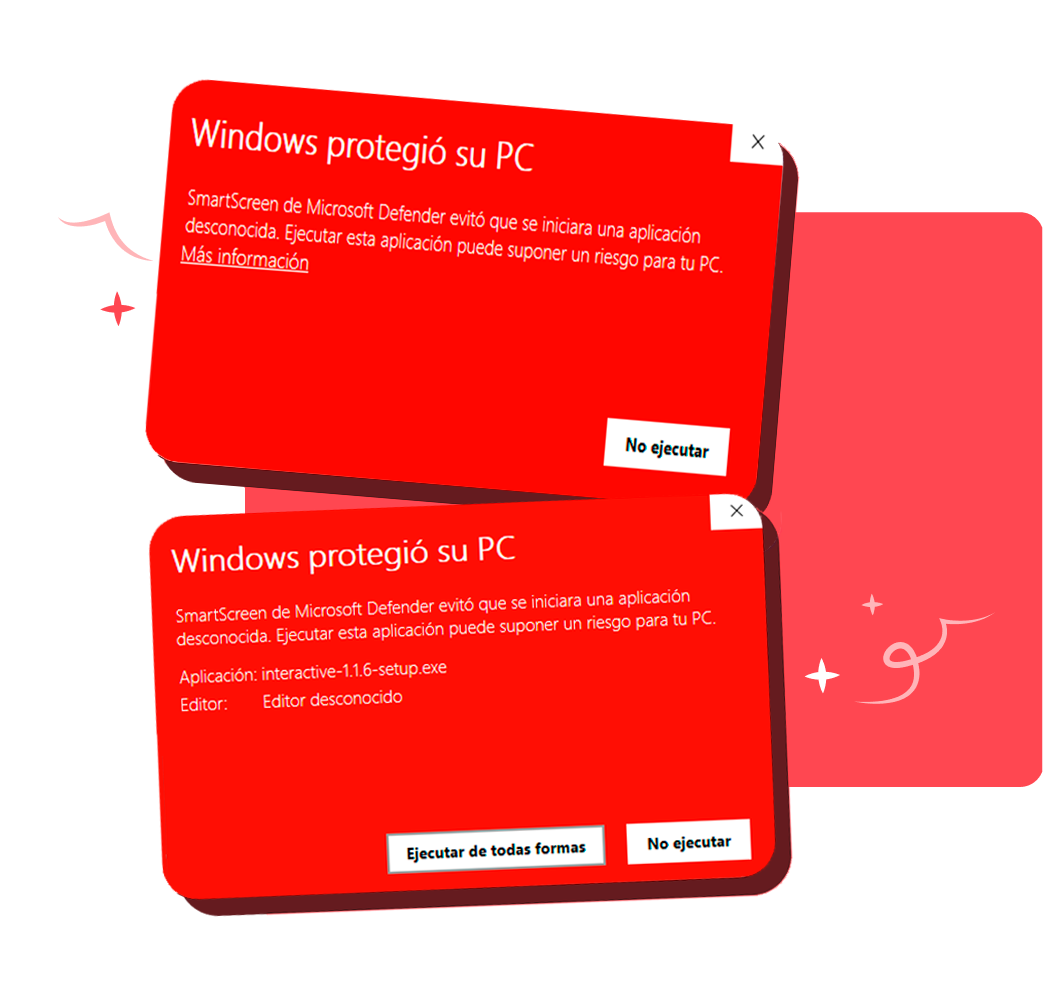 Windows protegió su PC
SmartScreen de Microsoft Defender evitó que se iniciara una aplicación
desconocida. Ejecutar esta aplicación puede suponer un riesgo para tu PC.
Más información
No ejecutar
Windows protegió su PC
SmartScreen de Microsoft Defender evitó que se iniciara una aplicación
desconocida. Ejecutar esta aplicación puede suponer un riesgo para tu PC.
Aplicación: interactive-1.1.6-setup.exe
Editor: Editor desconocido
Ejecutar de todas formas No ejecutar